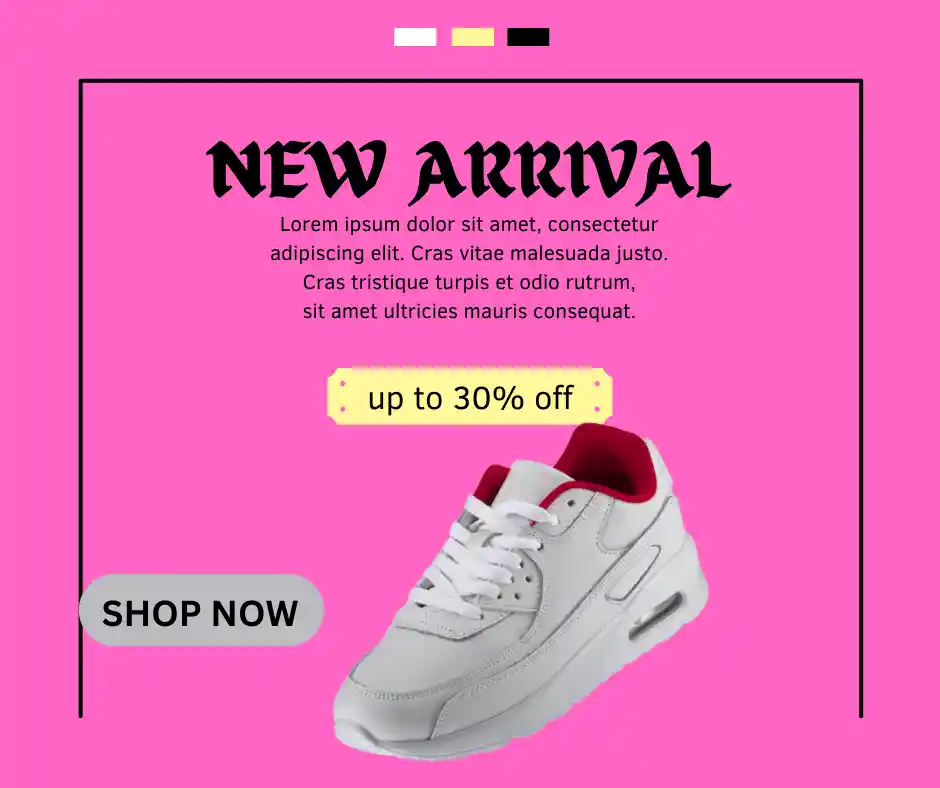 NEW ARRIVAL
Lorem ipsum dolor sit amet, consectetur
adipiscing elit. Cras vitae malesuada justo.
Cras tristique turpis et odio rutrum,
sit amet ultricies mauris consequat.
up to 30% off
SHOP NOW